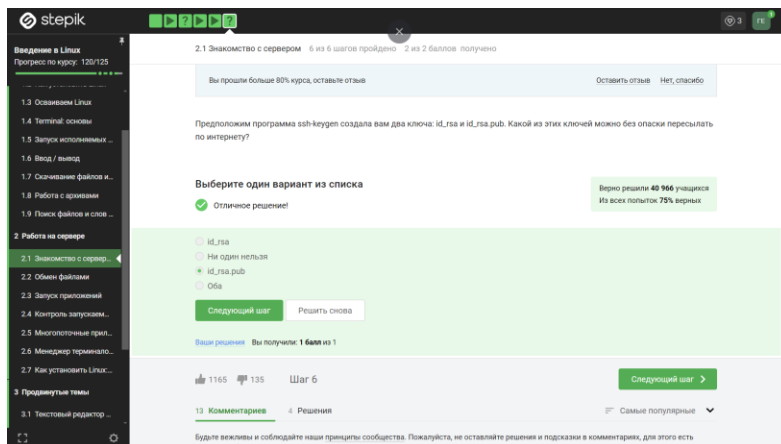 stepik
3
ГЕ
Введение в Linux
Прогресс по курсу: 120/125
2.1 Знакомство с сервером 6 из 6 шагов пройдено 2 из 2 баллов получено
Вы прошли больше 80% курса, оставьте отзыв
Оставить отзыв Нет, спасибо
1.3 Осваиваем Linux
1.4 Terminal: основы
1.5 Запуск исполняемых ...
1.6 Ввод / вывод
1.7 Скачивание файлов и...
1.8 Работа с архивами
1.9 Поиск файлов и слов ...
2 Работа на сервере
2.1 Знакомство с сервер...
2.2 Обмен файлами
2.3 Запуск приложений
2.4 Контроль запускаем...
2.5 Многопоточные прил...
2.6 Менеджер терминало...
2.7 Как установить Linux:...
3 Продвинутые темы
3.1 Текстовый редактор ...
Предположим программа ssh-keygen создала вам два ключа: id_rsa и id_rsa.pub. Какой из этих ключей можно без опаски пересылать
по интернету?
Выберите один вариант из списка
Отличное решение!
Верно решили 40 966 учащихся
Из всех попыток 75% верных
id_rsa
Ни один нельзя
id_rsa.pub
Оба
Следующий шаг Решить снова
Ваши решения Вы получили: 1 балл из 1
1165 135 Шаг 6
Следующий шаг
13 Комментариев 4 Решения
Самые популярные
Будьте вежливы и соблюдайте наши принципы сообщества. Пожалуйста, не оставляйте решения и подсказки в комментариях, для этого есть